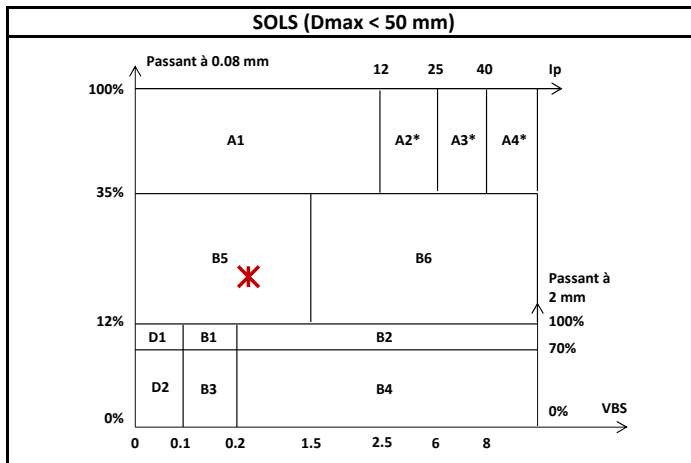 SOLS (Dmax < 50 mm)
Passant à 0.08 mm
12 25 40 Ip
100%
A1 A2* A3* A4*
35%
B5 B6
Passant à
2 mm
12% 100%
D1 B1 B2
70%
D2 B3 B4
0% 0% VBS
0 0.1 0.2 1.5 2.5 6 8